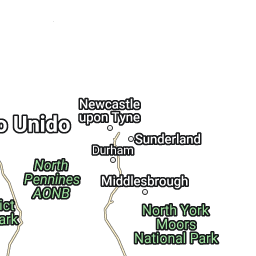 Newcastle
upon Tyne
o Unido
Sunderland
Durham
North
Pennines
AONB
Middlesbrough
ict
ark
North York
Moors
National Park